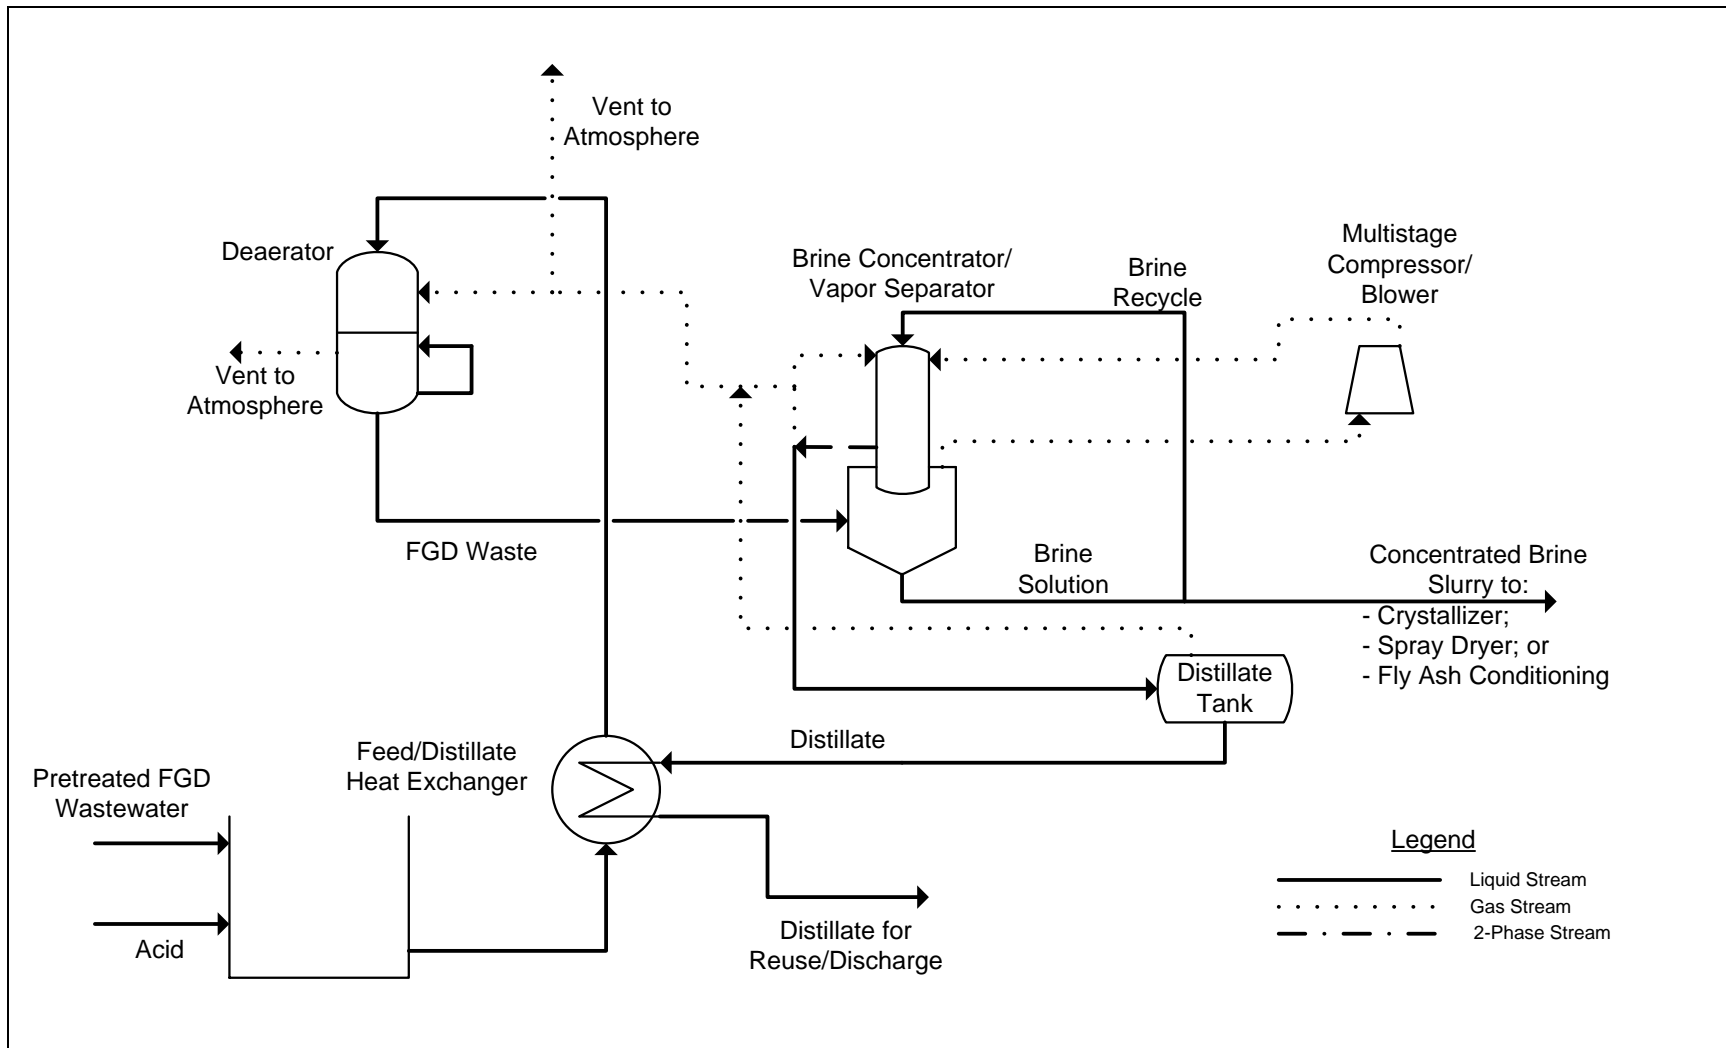 Vent to
Atmosphere
Deaerator
Vent to
Atmosphere
Brine Concentrator/
Vapor Separator
Brine
Recycle
Multistage
Compressor/
Blower
FGD Waste
Brine
Solution
Concentrated Brine
Slurry to:
- Crystallizer;
- Spray Dryer; or
- Fly Ash Conditioning
Distillate
Tank
Distillate
Feed/Distillate
Heat Exchanger
Pretreated FGD
Wastewater
Acid
Distillate for
Reuse/Discharge
Legend
Liquid Stream
Gas Stream
2-Phase Stream